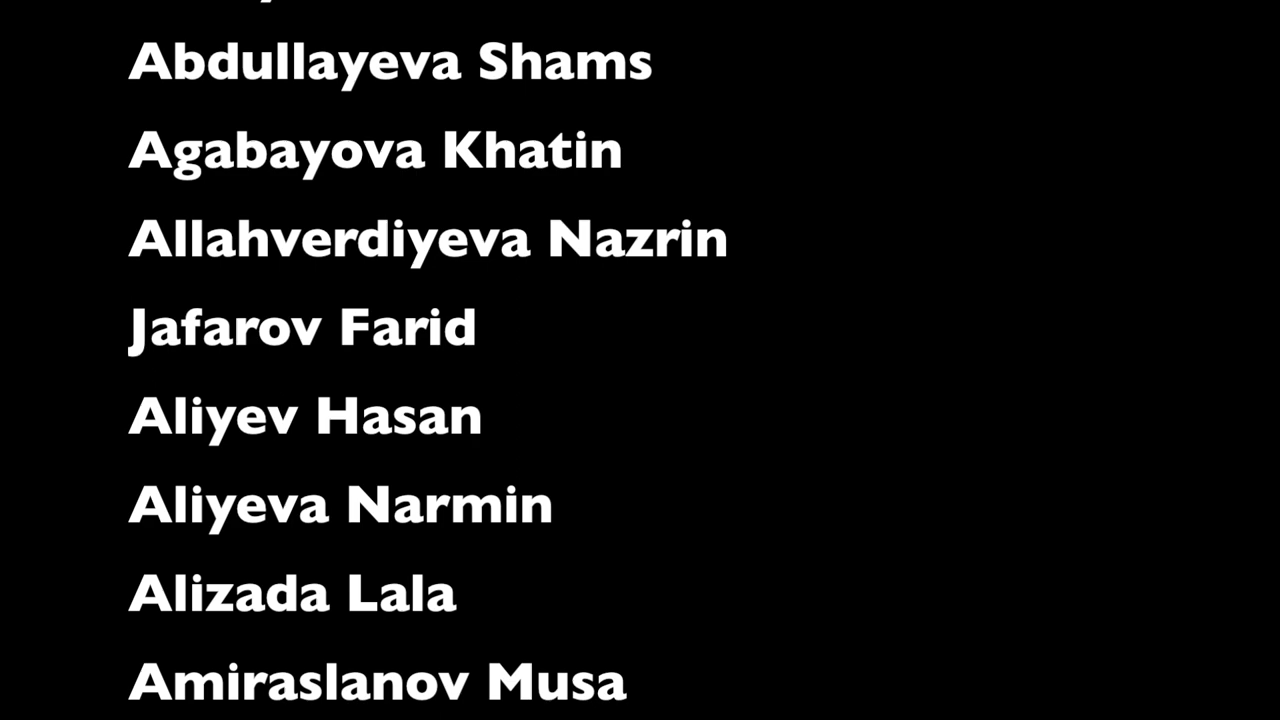 Abdullayeva Shams
Agabayova Khatin
Allahverdiyeva Nazrin
Jafarov Farid
Aliyev Hasan
Aliyeva Narmin
Alizada Lala
Amiraslanov Musa